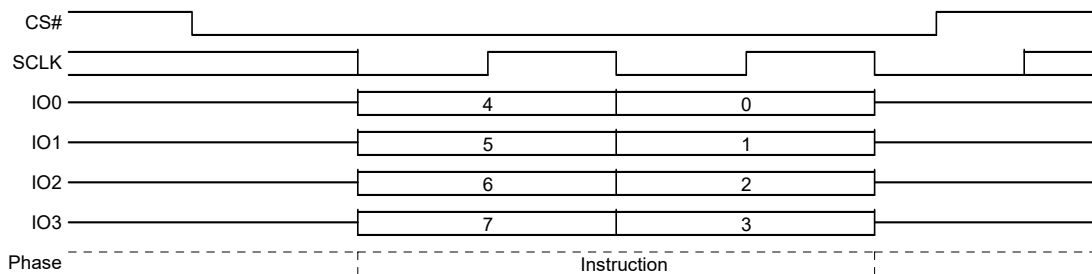 CS#
SCLK
IO0 4 0
IO1 5 1
IO2 6 2
IO3 7 3
Phase Instruction